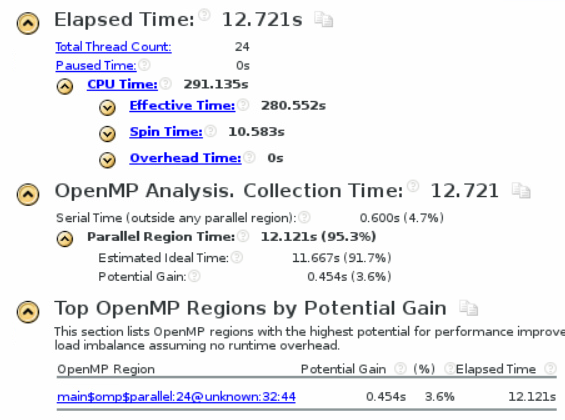 Elapsed Time: 12.721s
Total Thread Count: 24
Paused Time: 0s
CPU Time: 291.135s
Effective Time: 280.552s
Spin Time: 10.583s
Overhead Time: 0s
OpenMP Analysis. Collection Time: 12.721
Serial Time (outside any parallel region): 0.600s (4.7%)
Parallel Region Time: 12.121s (95.3%)
Estimated Ideal Time: 11.667s (91.7%)
Potential Gain: 0.454s (3.6%)
Top OpenMP Regions by Potential Gain
This section lists OpenMP regions with the highest potential for performance improve
load imbalance assuming no runtime overhead.
OpenMP Region Potential Gain (%) Elapsed Time
main$omp$parallel:24@unknown:32:44 0.454s 3.6% 12.121s